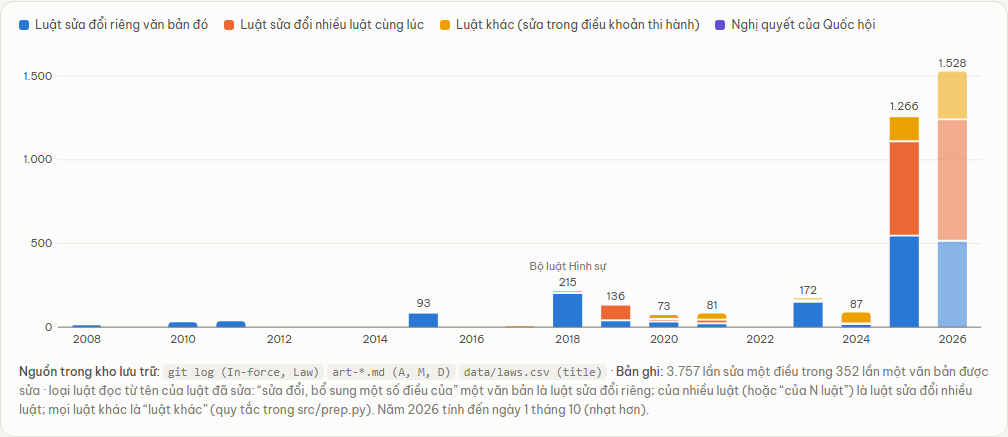 Luật sửa đổi riêng văn bản đó Luật sửa đổi nhiều luật cùng lúc Luật khác (sửa trong điều khoản thi hành) Nghị quyết của Quốc hội
1.528
1.500
1.266
1.000
500
Bộ luật Hình sự
215
172
136
93
73
81
87
0
2008 2010 2012 2014 2016 2018 2020 2022 2024 2026
Nguồn trong kho lưu trữ: git log (In-force, Law) art-*.md (A, M, D) data/laws.csv (title) · Bản ghi: 3.757 lần sửa một điều trong 352 lần một văn bản được
sửa · loại luật đọc từ tên của luật đã sửa: “sửa đổi, bổ sung một số điều của” một văn bản là luật sửa đổi riêng; của nhiều luật (hoặc “của N luật”) là luật sửa đổi nhiều
luật; mọi luật khác là “luật khác” (quy tắc trong src/prep.py). Năm 2026 tính đến ngày 1 tháng 10 (nhạt hơn).